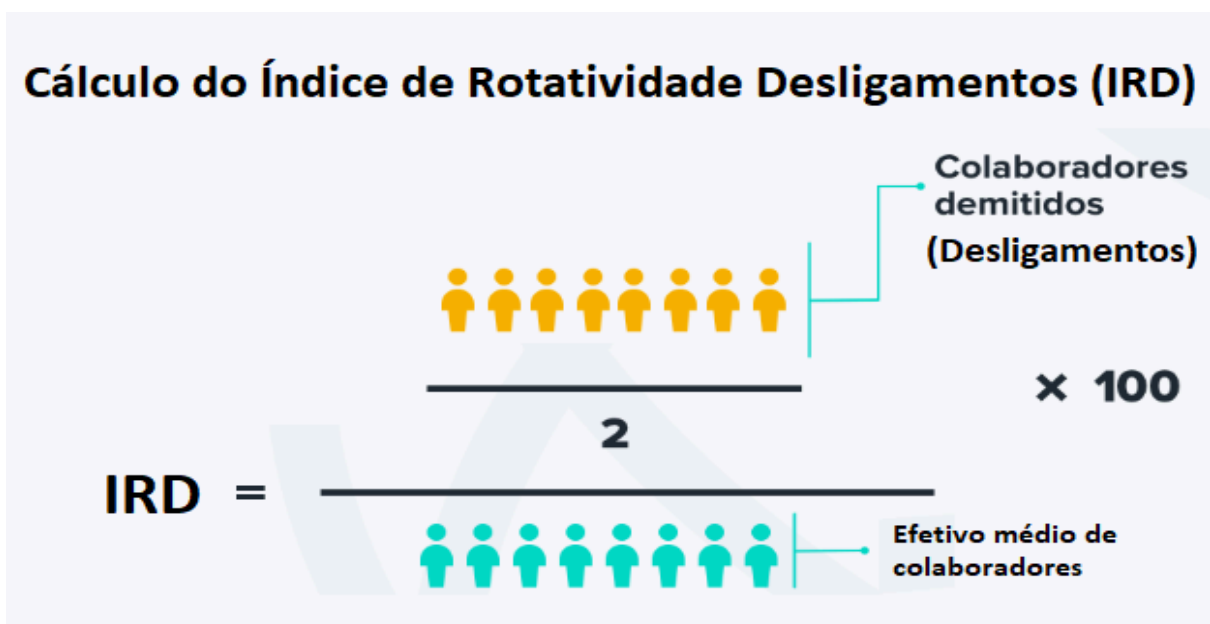 Cálculo do Índice de Rotatividade Desligamentos (IRD)
Colaboradores
demitidos
(Desligamentos)
× 100
2
IRD =
Efetivo médio de
colaboradores